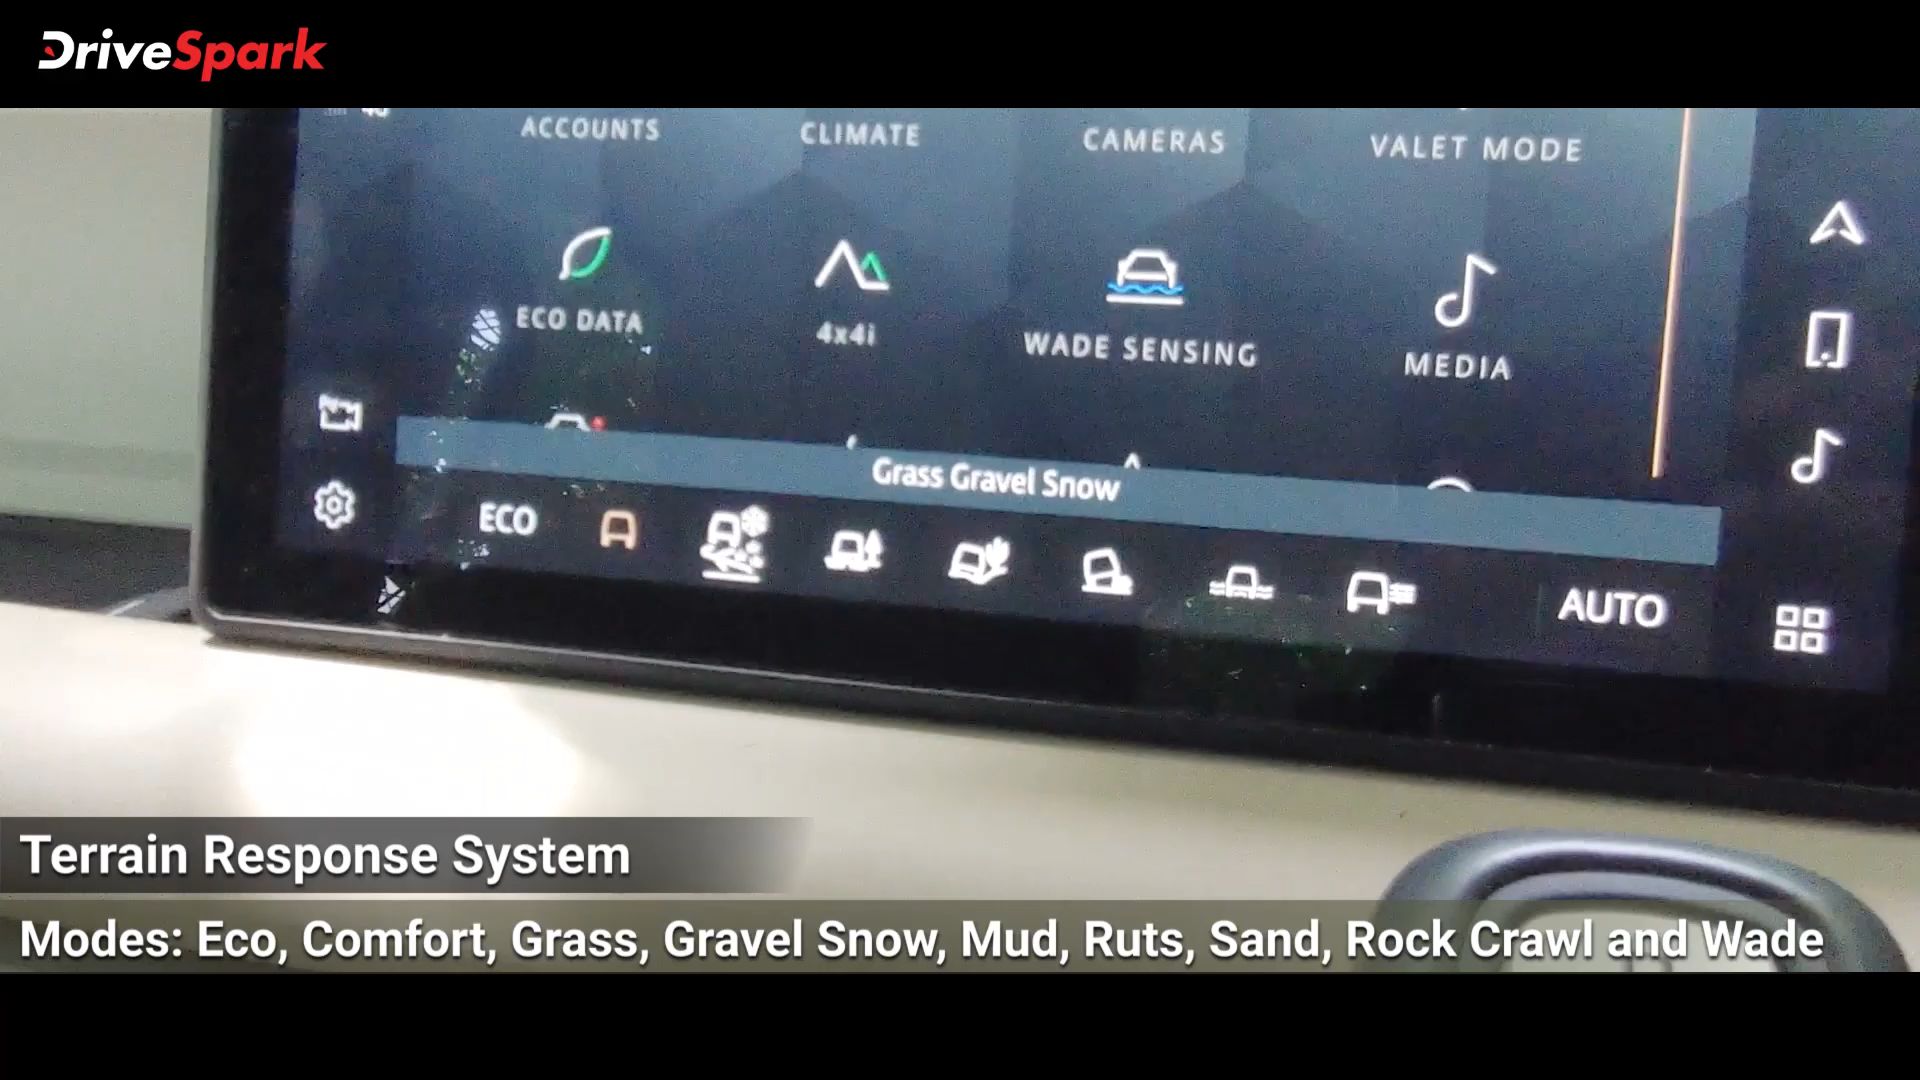 DriveSpark
ACCOUNTS
CLIMATE
CAMERAS
VALET MODE
ECO DATA
4x4i
WADE SENSING
MEDIA
Grass Gravel Snow
ECO
AUTO
Terrain Response System
Modes: Eco, Comfort, Grass, Gravel Snow, Mud, Ruts, Sand, Rock Crawl and Wade